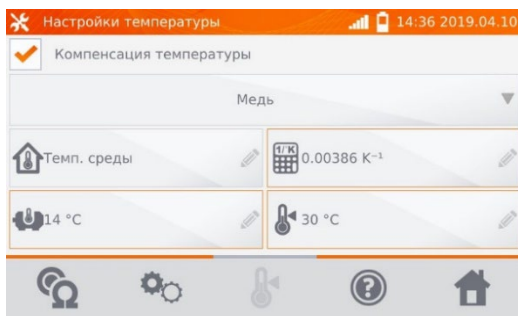 Настройки температуры 14:36 2019.04.10
Компенсация температуры
Медь
Темп. среды 1/K 0.00386 K⁻¹
14 °C 30 °C